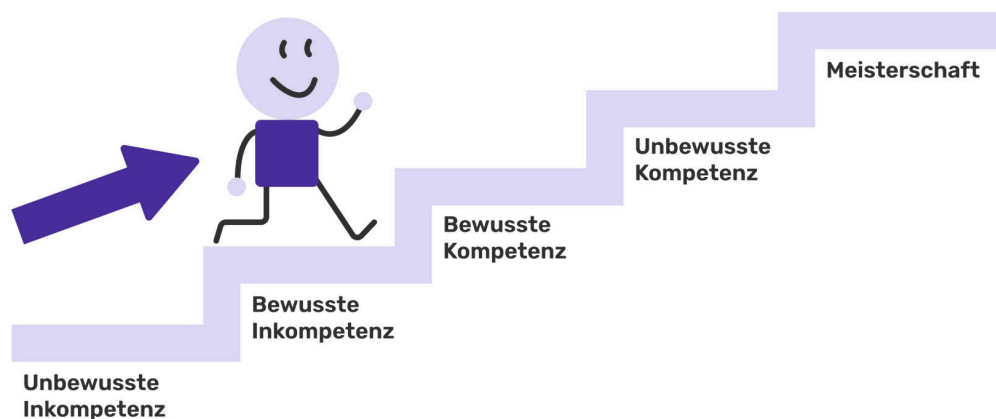 Meisterschaft
Unbewusste
Kompetenz
Bewusste
Kompetenz
Bewusste
Inkompetenz
Unbewusste
Inkompetenz